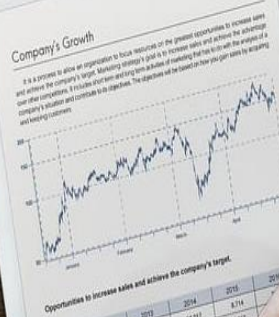 Company's Growth
It is a process to allow an organization to focus resources on the greatest opportunities to increase sales
and achieve the company's target. Marketing strategy's goal is to increase sales and achieve the advantage
over other competitors. It includes short term and long term activities of marketing that has to do with the analysis of a
company's situation and contribute to its objectives. The objectives will be based on how you gain sales by acquiring
and keeping customers.
January
February
March
April
Opportunities to increase sales and achieve the company's target.
2013
2014
2015
8,714